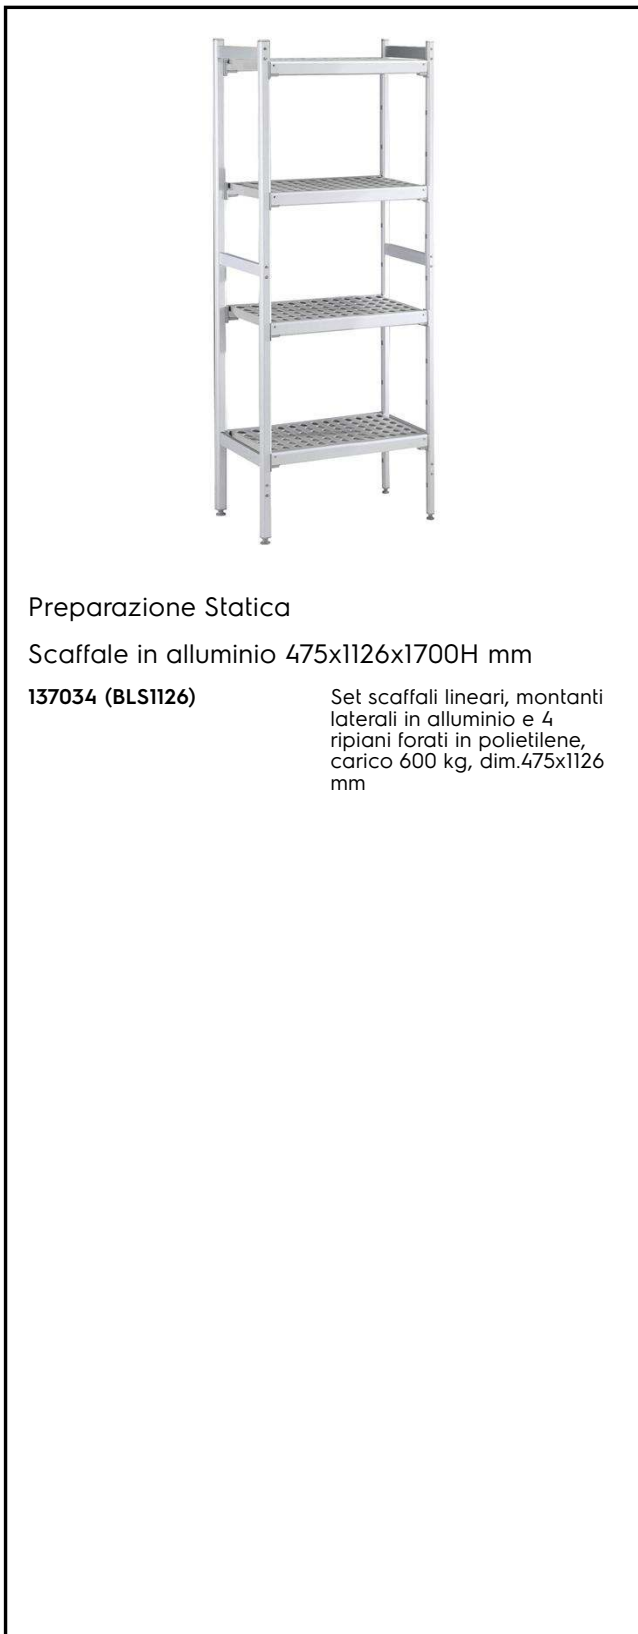 Preparazione Statica
Scaffale in alluminio 475x1126x1700H mm
137034 (BLS1126)
Set scaffali lineari, montanti
laterali in alluminio e 4
ripiani forati in polietilene,
carico 600 kg, dim.475x1126
mm